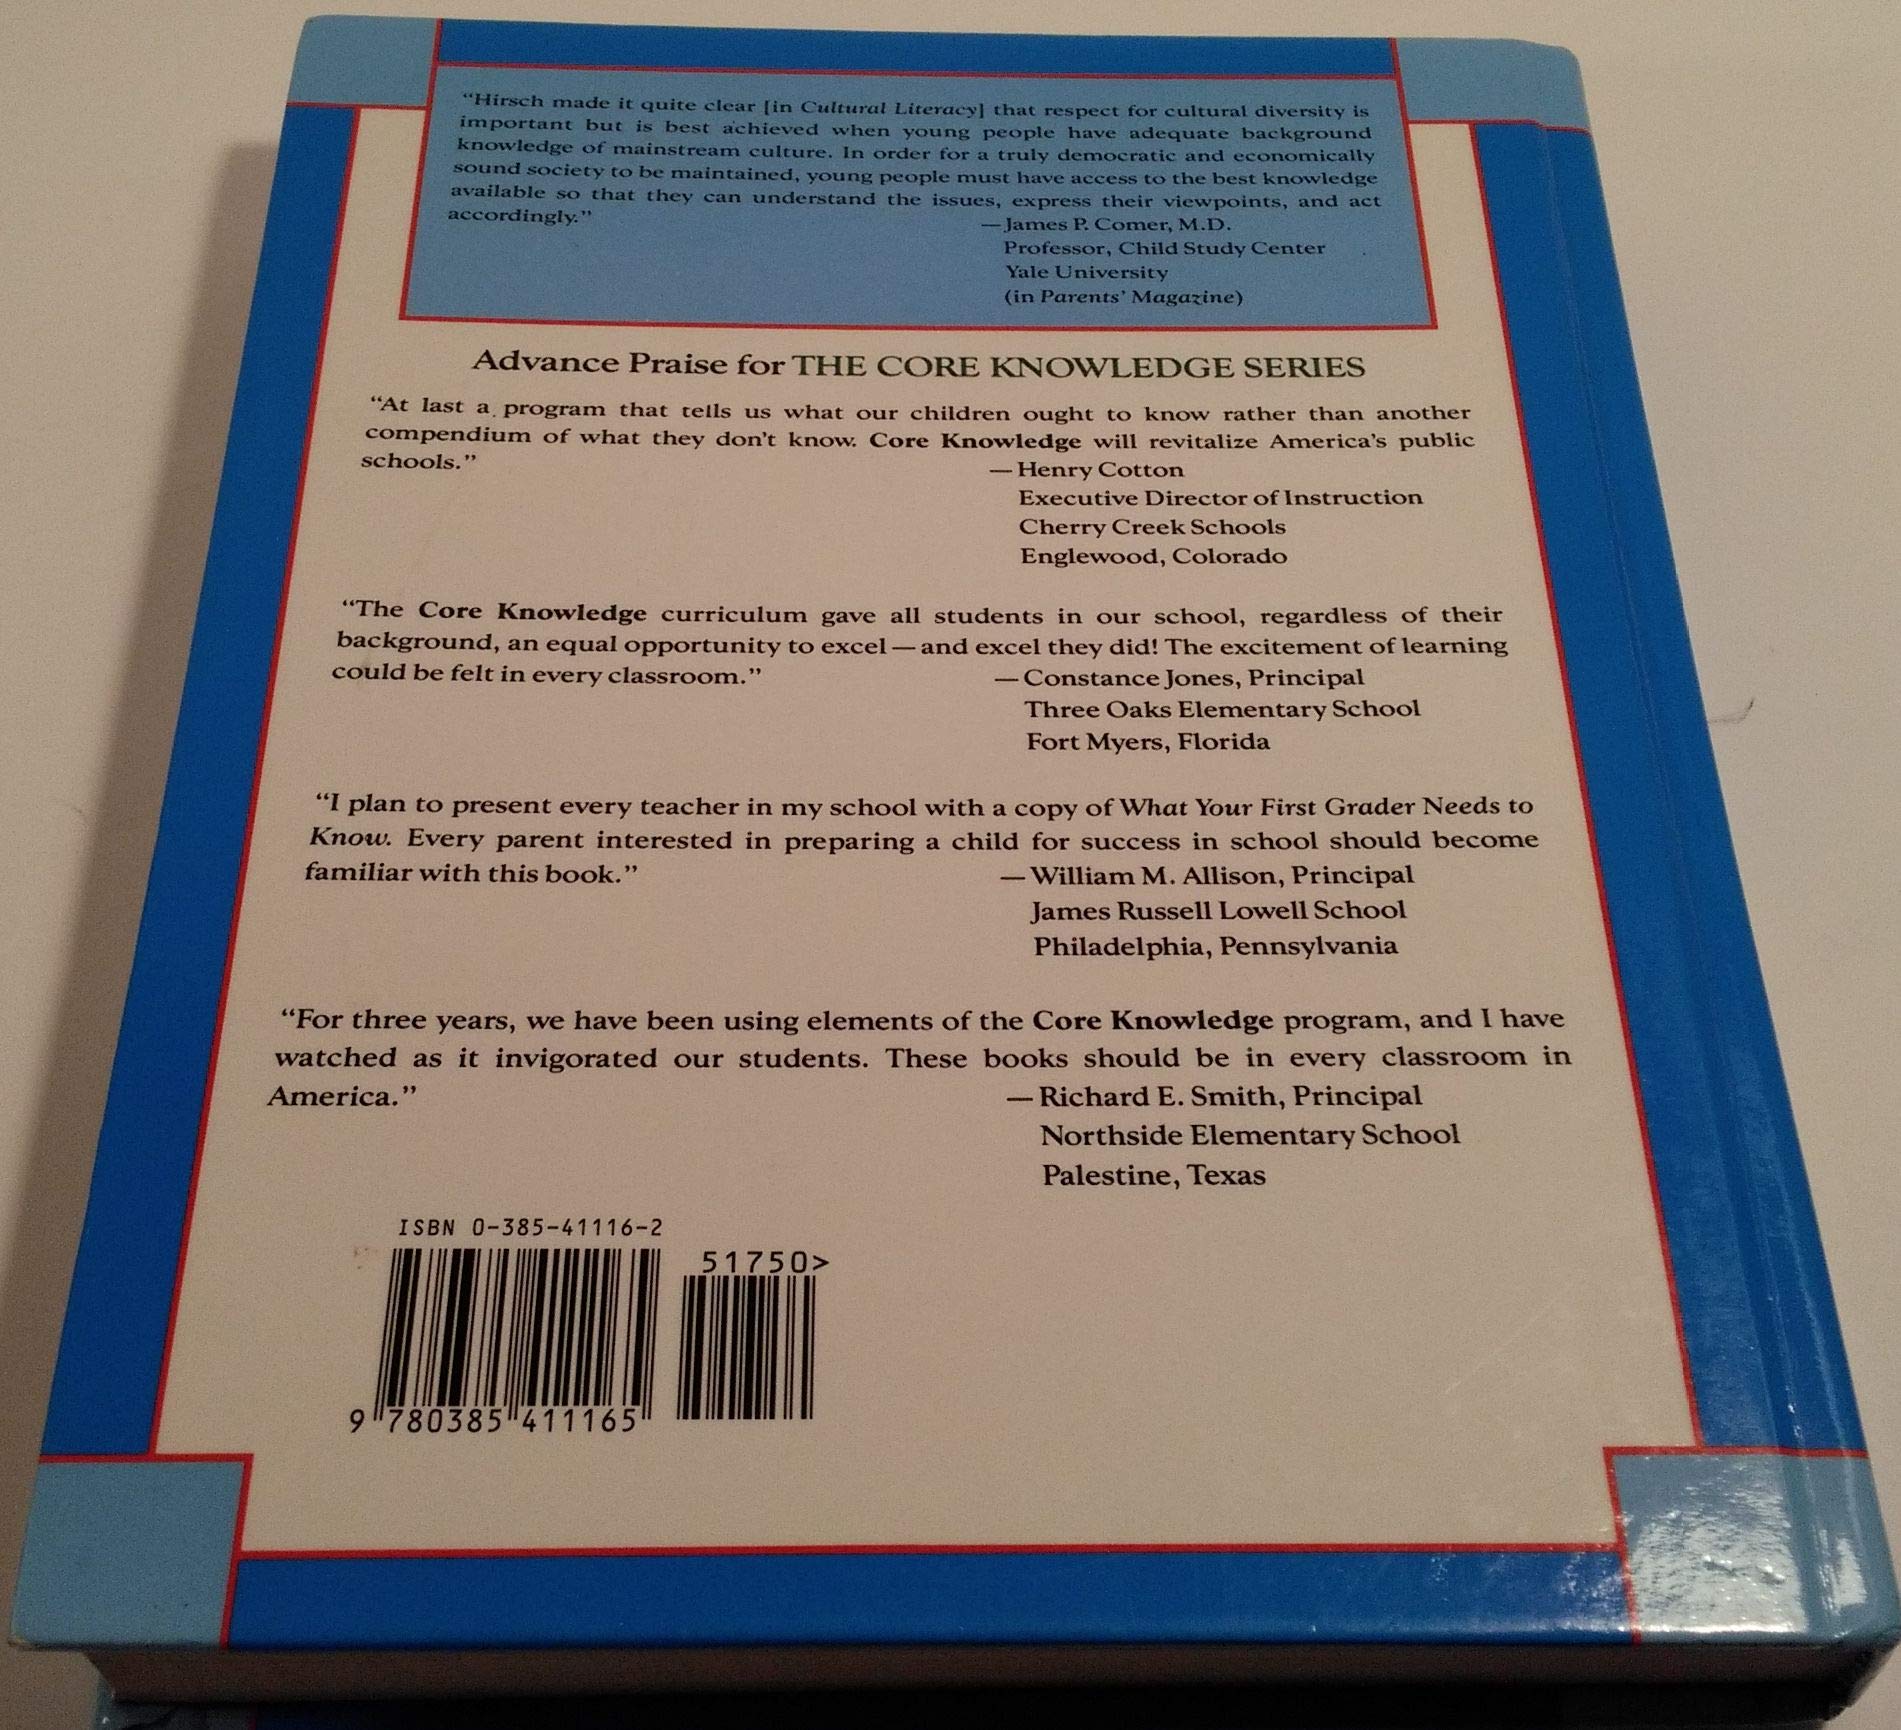 “Hirsch made it quite clear [in Cultural Literacy] that respect for cultural diversity is
important but is best achieved when young people have adequate background
knowledge of mainstream culture. In order for a truly democratic and economically
sound society to be maintained, young people must have access to the best knowledge
available so that they can understand the issues, express their viewpoints, and act
accordingly.”
—James P. Comer, M.D.
Professor, Child Study Center
Yale University
(in Parents’ Magazine)
Advance Praise for THE CORE KNOWLEDGE SERIES
“At last a program that tells us what our children ought to know rather than another
compendium of what they don’t know. Core Knowledge will revitalize America’s public
schools.”
—Henry Cotton
Executive Director of Instruction
Cherry Creek Schools
Englewood, Colorado
“The Core Knowledge curriculum gave all students in our school, regardless of their
background, an equal opportunity to excel—and excel they did! The excitement of learning
could be felt in every classroom.”
—Constance Jones, Principal
Three Oaks Elementary School
Fort Myers, Florida
“I plan to present every teacher in my school with a copy of What Your First Grader Needs to
Know. Every parent interested in preparing a child for success in school should become
familiar with this book.”
—William M. Allison, Principal
James Russell Lowell School
Philadelphia, Pennsylvania
“For three years, we have been using elements of the Core Knowledge program, and I have
watched as it invigorated our students. These books should be in every classroom in
America.”
—Richard E. Smith, Principal
Northside Elementary School
Palestine, Texas
ISBN 0-385-41116-2
51750>
9 780385 411165